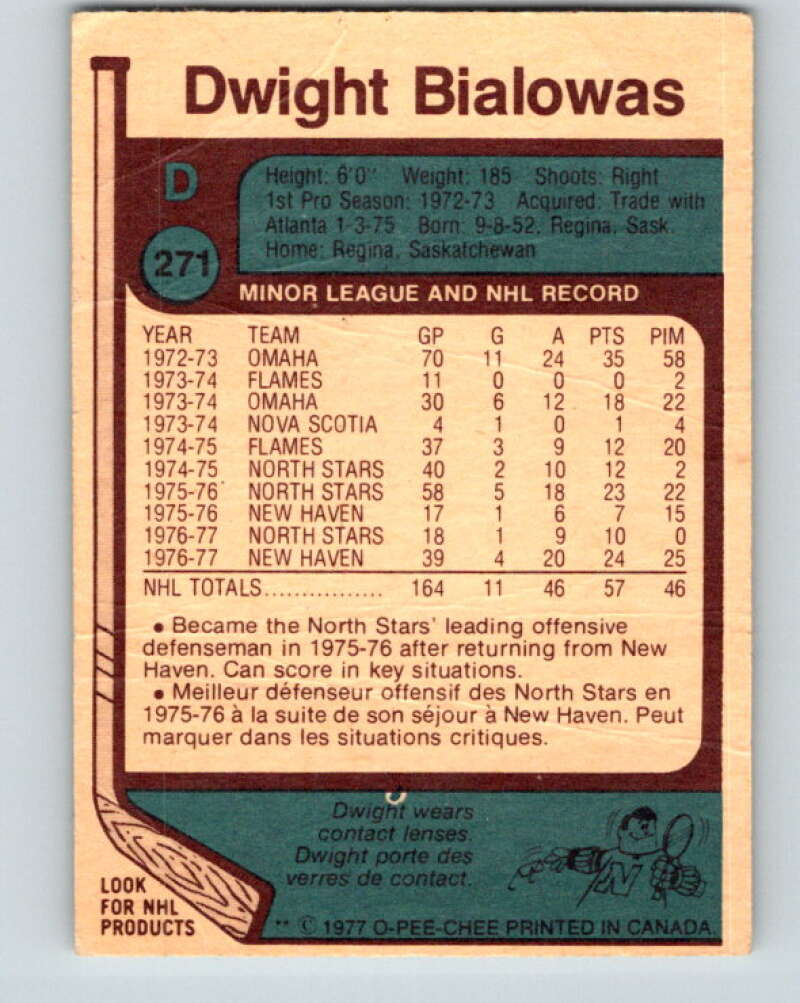 Dwight Bialowas
D
Height: 6'0" Weight: 185 Shoots: Right
1st Pro Season: 1972-73 Acquired: Trade with
Atlanta 1-3-75 Born: 9-8-52, Regina, Sask.
Home: Regina, Saskatchewan
271
MINOR LEAGUE AND NHL RECORD
YEAR TEAM GP G A PTS PIM
1972-73 OMAHA 70 11 24 35 58
1973-74 FLAMES 11 0 0 0 2
1973-74 OMAHA 30 6 12 18 22
1973-74 NOVA SCOTIA 4 1 0 1 4
1974-75 FLAMES 37 3 9 12 20
1974-75 NORTH STARS 40 2 10 12 2
1975-76 NORTH STARS 58 5 18 23 22
1975-76 NEW HAVEN 17 1 6 7 15
1976-77 NORTH STARS 18 1 9 10 0
1976-77 NEW HAVEN 39 4 20 24 25
NHL TOTALS................ 164 11 46 57 46
• Became the North Stars' leading offensive
defenseman in 1975-76 after returning from New
Haven. Can score in key situations.
• Meilleur défenseur offensif des North Stars en
1975-76 à la suite de son séjour à New Haven. Peut
marquer dans les situations critiques.
Dwight wears
contact lenses.
Dwight porte des
verres de contact.
N
LOOK
FOR NHL
PRODUCTS
** © 1977 O-PEE-CHEE PRINTED IN CANADA.